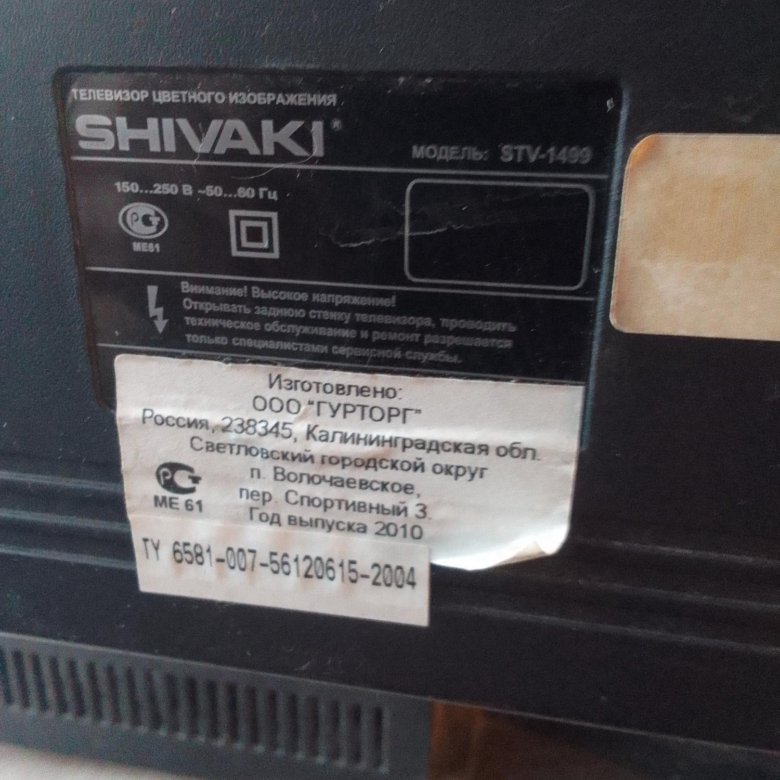 ТЕЛЕВИЗОР ЦВЕТНОГО ИЗОБРАЖЕНИЯ
SHIVAKI®
МОДЕЛЬ: STV-1499
150...250 В ~50...60 Гц
РСТ
МЕ61
Внимание! Высокое напряжение!
Открывать заднюю стенку телевизора, проводить
техническое обслуживание и ремонт разрешается
только специалистами сервисной службы.
Изготовлено:
ООО "ГУРТОРГ"
Россия, 238345, Калининградская обл.
Светловский городской округ
п. Волочаевское,
пер. Спортивный 3.
Год выпуска 2010
РСТ
МЕ 61
ТУ 6581-007-56120615-2004